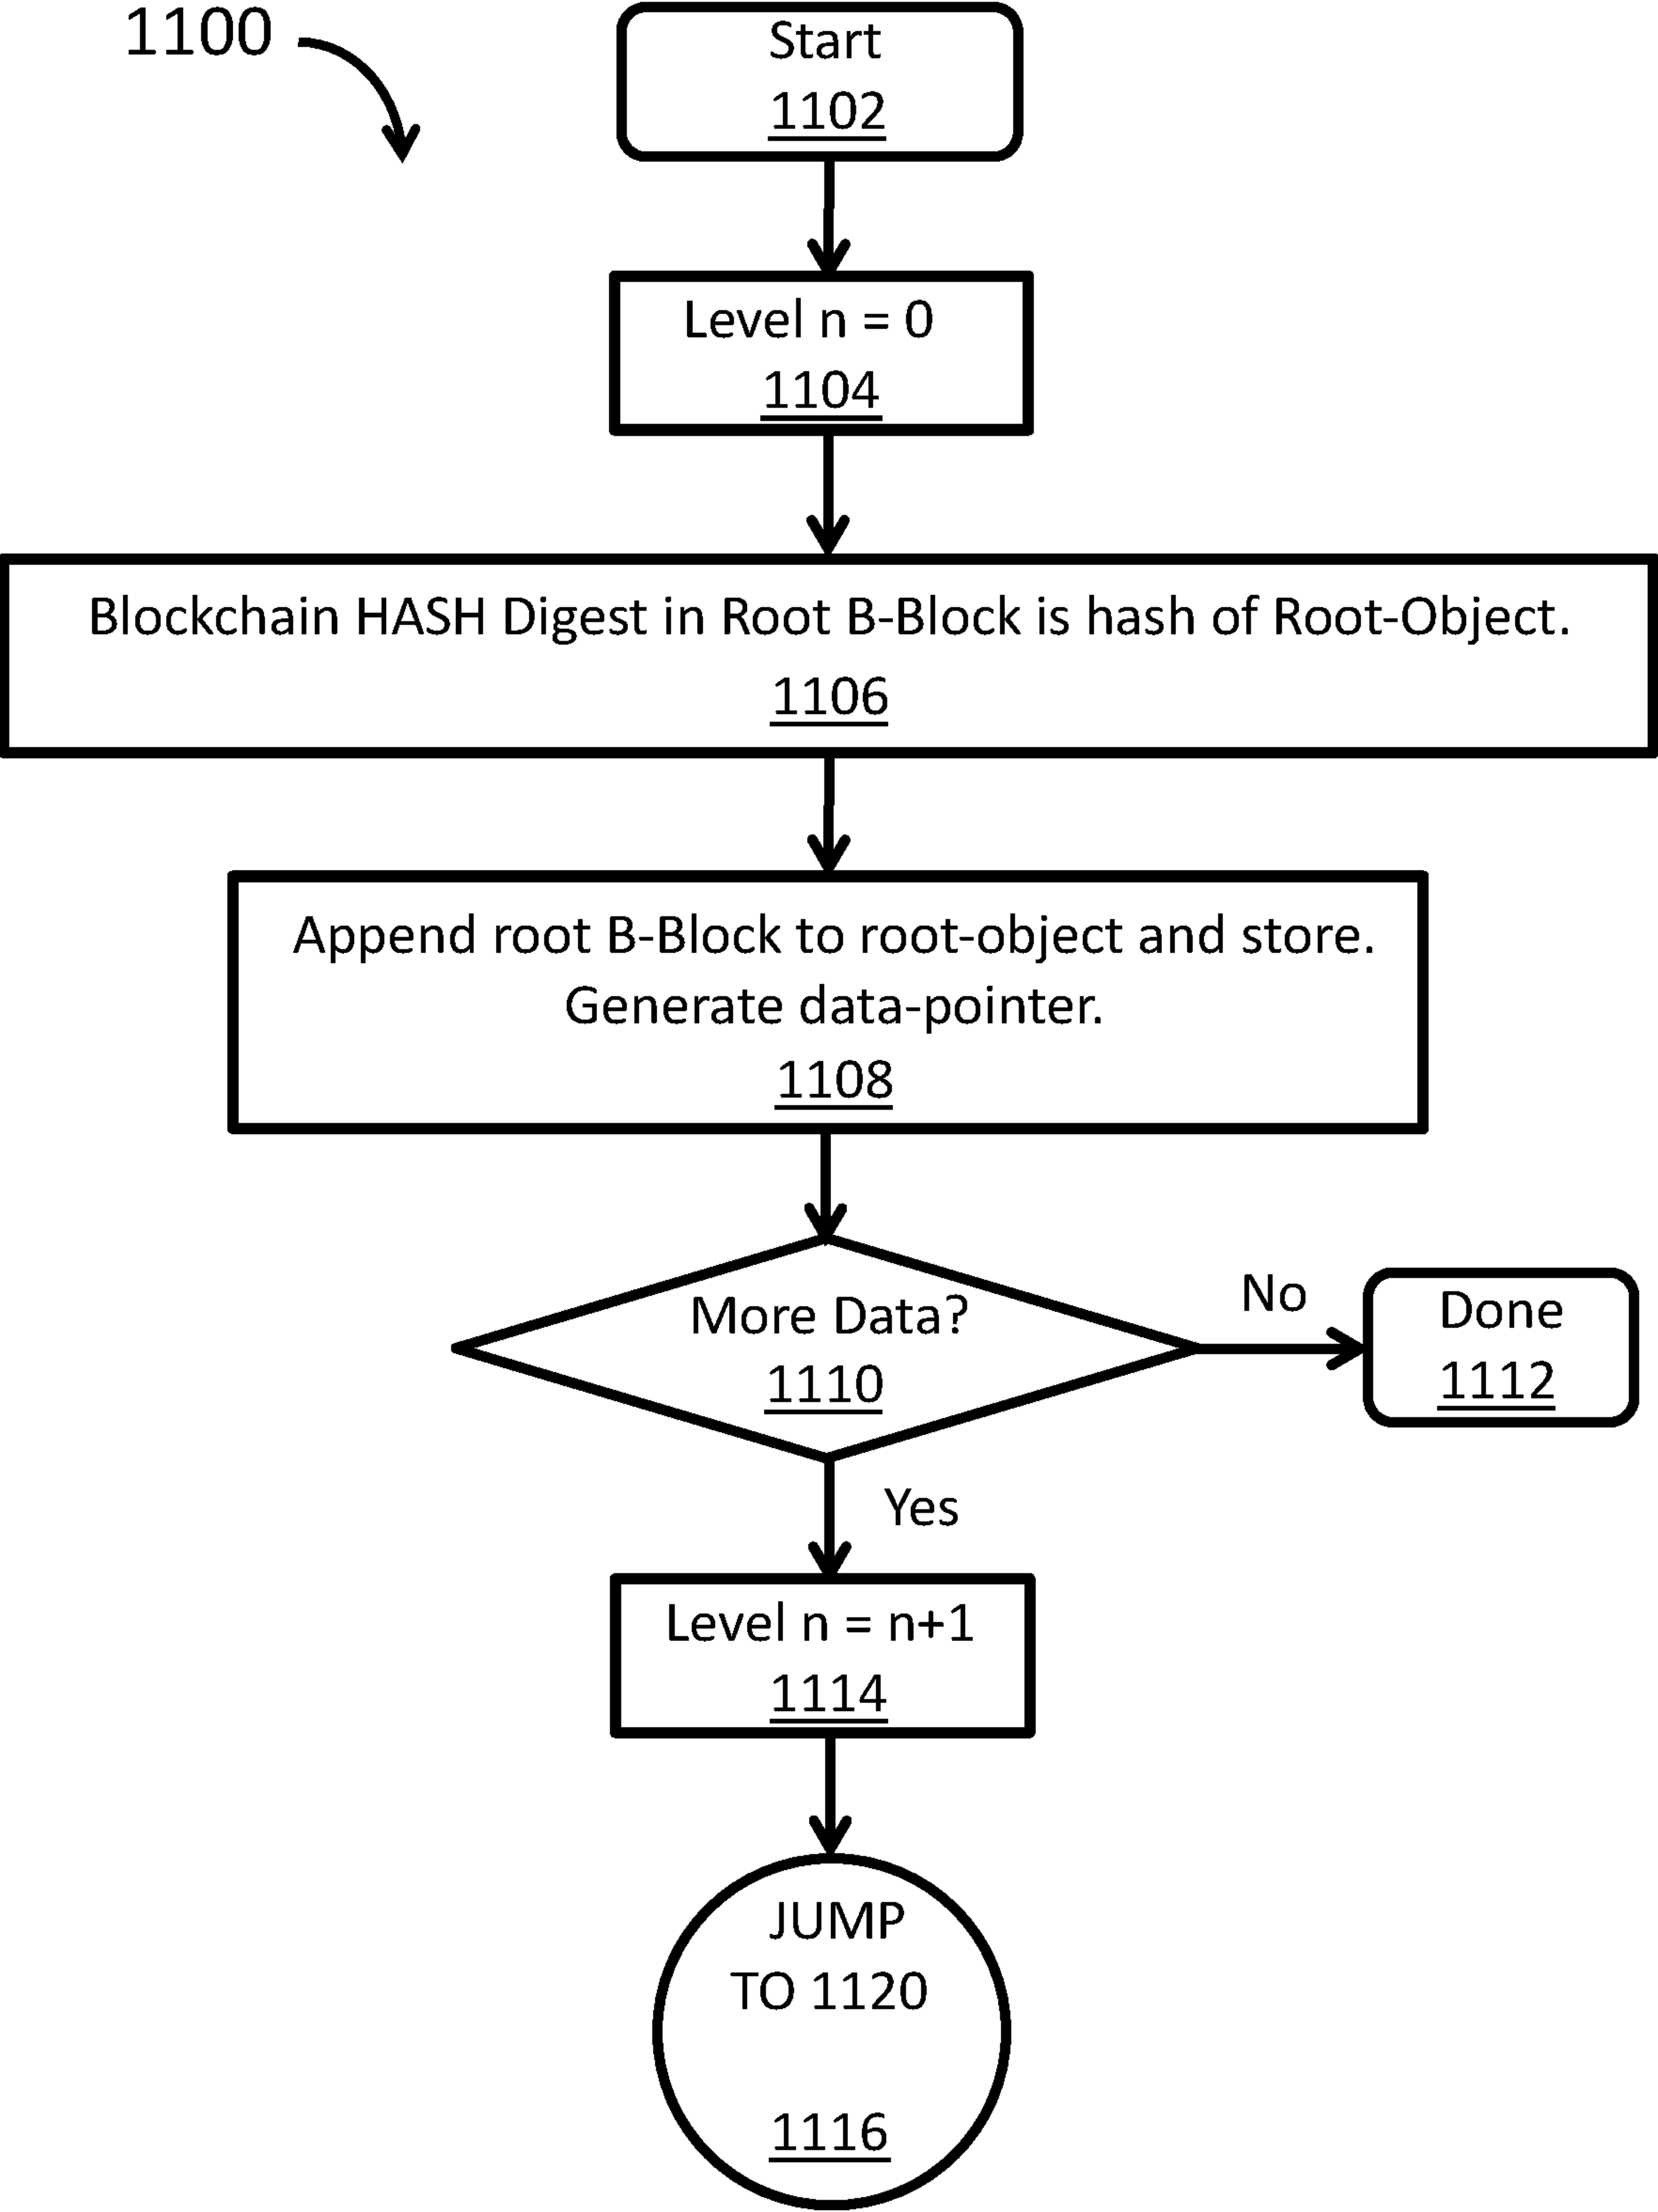 1100
Start
1102
Level n = 0
1104
Blockchain HASH Digest in Root B-Block is hash of Root-Object.
1106
Append root B-Block to root-object and store.
Generate data-pointer.
1108
More Data?
1110
No
Done
1112
Yes
Level n = n+1
1114
JUMP
TO 1120
1116